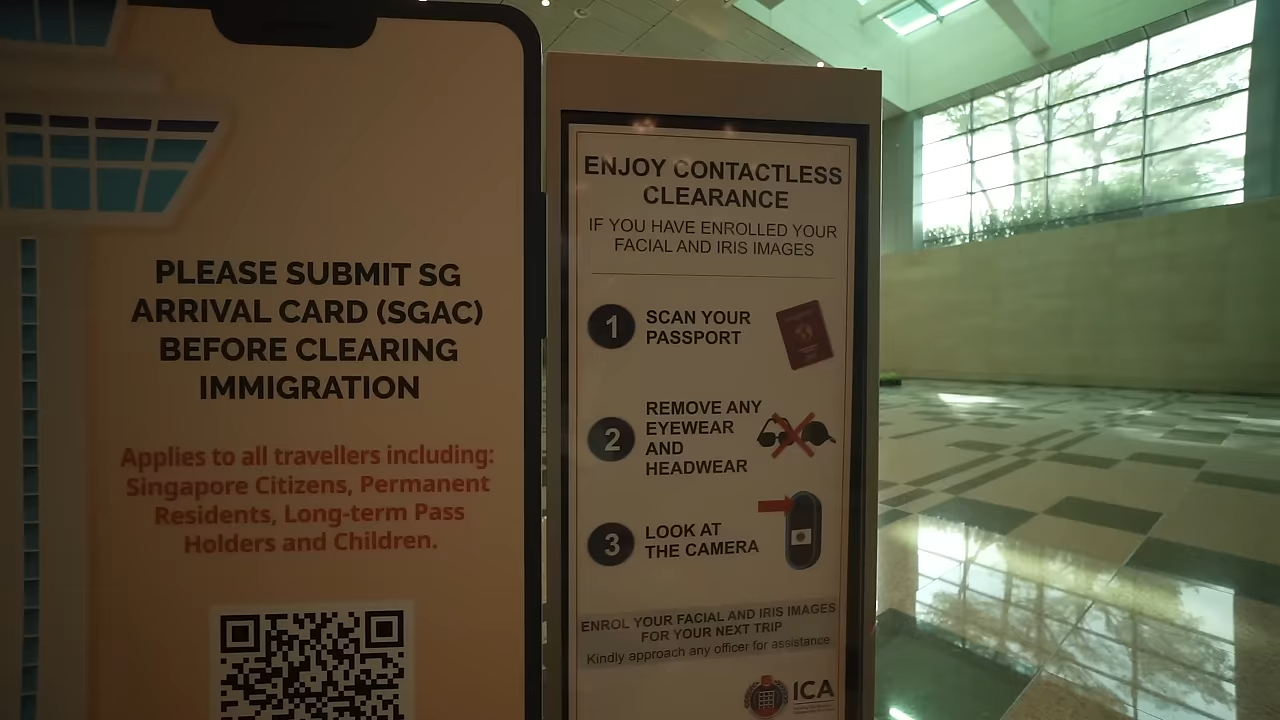 PLEASE SUBMIT SG
ARRIVAL CARD (SGAC)
BEFORE CLEARING
IMMIGRATION
Applies to all travellers including:
Singapore Citizens, Permanent
Residents, Long-term Pass
Holders and Children.
ENJOY CONTACTLESS
CLEARANCE
IF YOU HAVE ENROLLED YOUR
FACIAL AND IRIS IMAGES
1
SCAN YOUR
PASSPORT
2
REMOVE ANY
EYEWEAR
AND
HEADWEAR
3
LOOK AT
THE CAMERA
ENROL YOUR FACIAL AND IRIS IMAGES
FOR YOUR NEXT TRIP
Kindly approach any officer for assistance
ICA